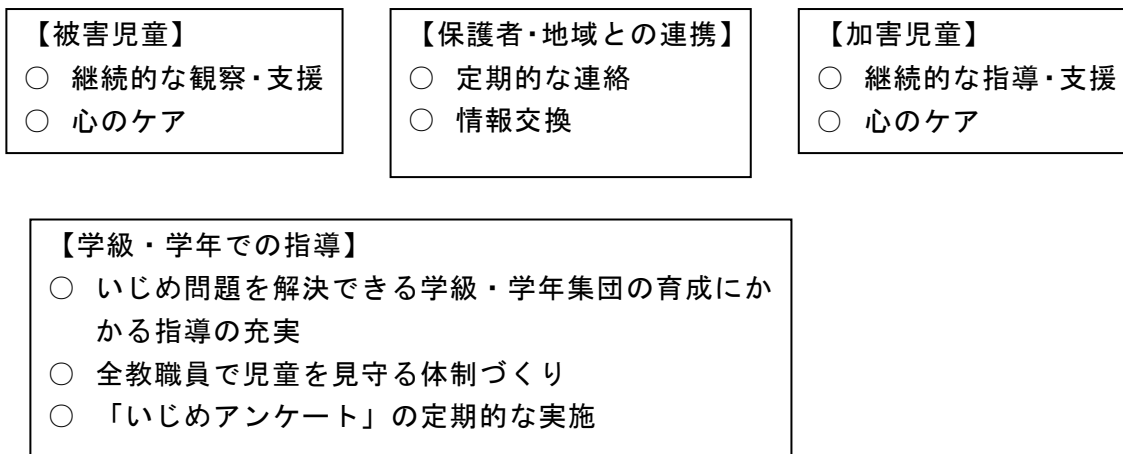 【被害児童】
○ 継続的な観察・支援
○ 心のケア
【保護者・地域との連携】
○ 定期的な連絡
○ 情報交換
【加害児童】
○ 継続的な指導・支援
○ 心のケア
【学級・学年での指導】
○ いじめ問題を解決できる学級・学年集団の育成にか
かる指導の充実
○ 全教職員で児童を見守る体制づくり
○ 「いじめアンケート」の定期的な実施